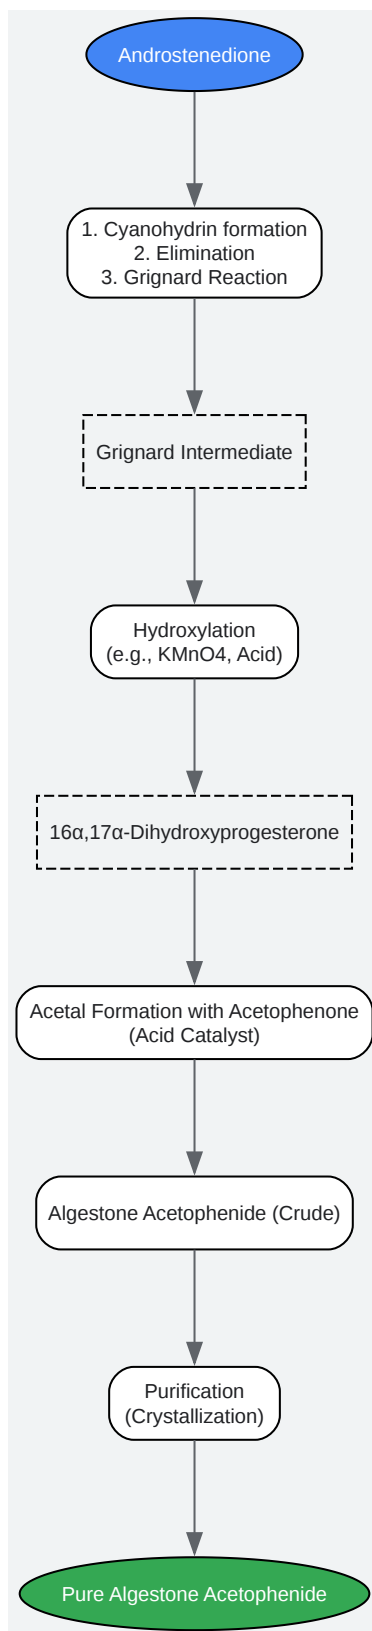 Androstenedione
1. Cyanohydrin formation
2. Elimination
3. Grignard Reaction
Grignard Intermediate
Hydroxylation
(e.g., KMnO4, Acid)
16α,17α-Dihydroxyprogesterone
Acetal Formation with Acetophenone
(Acid Catalyst)
Algestone Acetophenide (Crude)
Purification
(Crystallization)
Pure Algestone Acetophenide